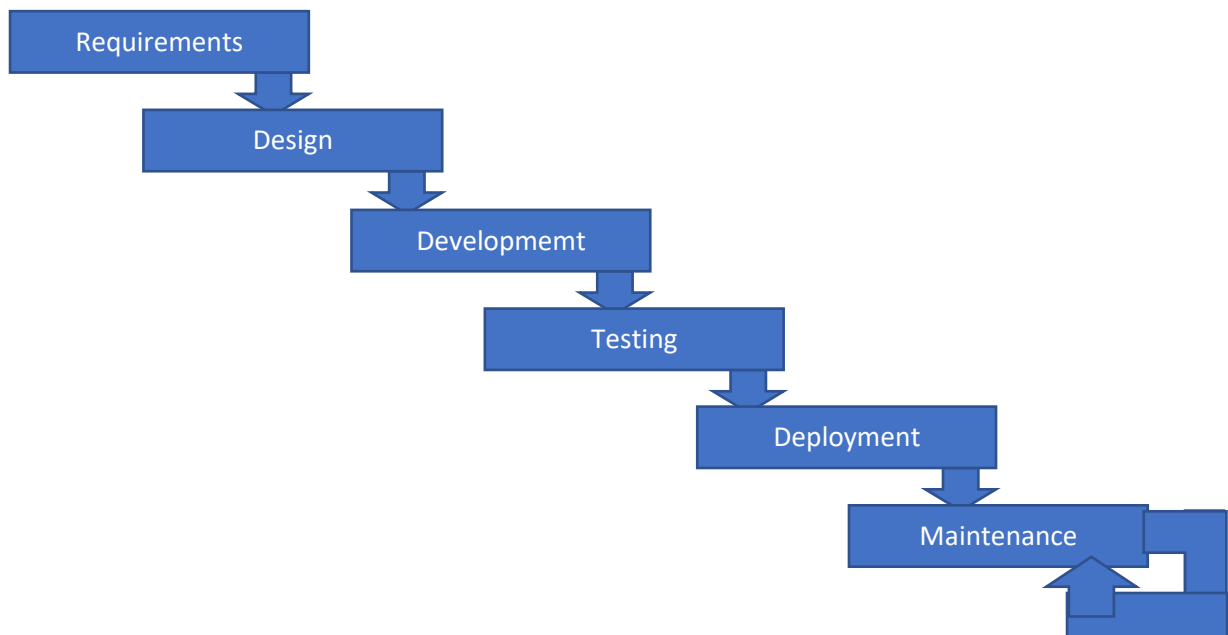 Requirements
Design
Developmemt
Testing
Deployment
Maintenance